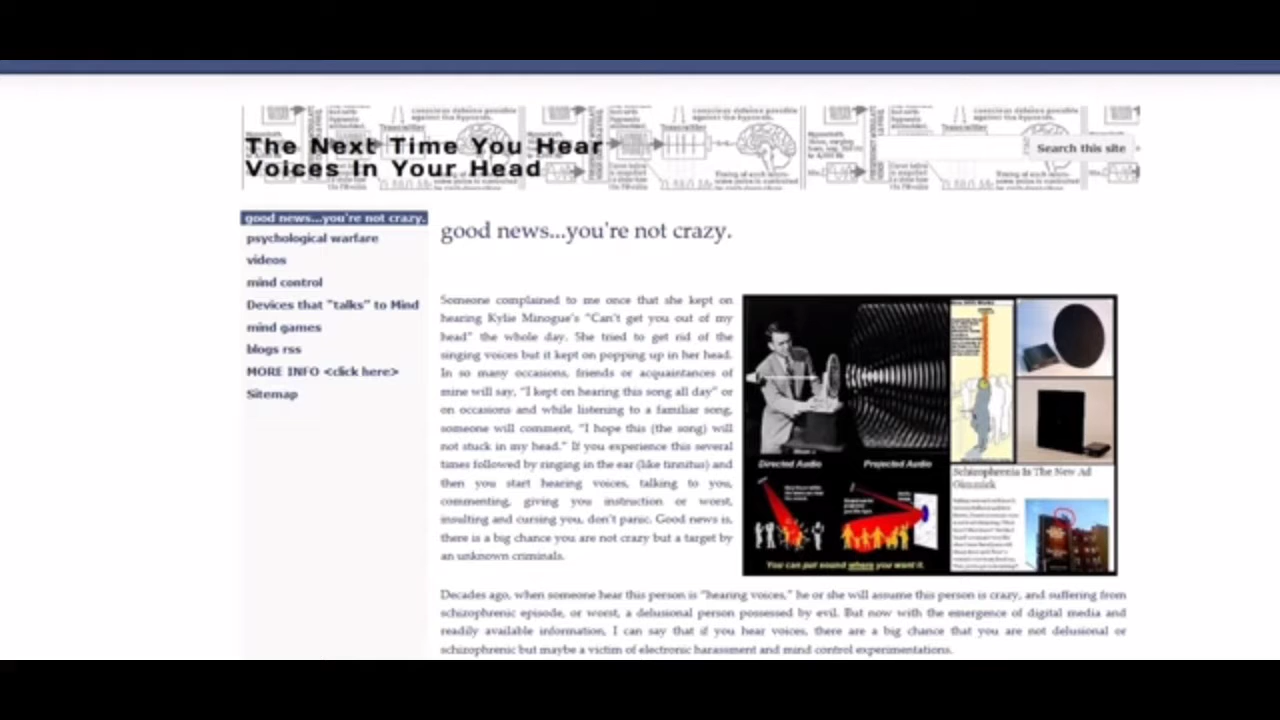 The Next Time You Hear
Voices In Your Head
Search this site
good news...you're not crazy.
psychological warfare
videos
mind control
Devices that "talks" to Mind
mind games
blogs rss
MORE INFO <click here>
Sitemap
good news...you're not crazy.
Someone complained to me once that she kept on
hearing Kylie Minogue's "Can't get you out of my
head" the whole day. She tried to get rid of the
singing voices but it kept on popping up in her head.
In so many occasions, friends or acquaintances of
mine will say, "I kept on hearing this song all day" or
on occasions and while listening to a familiar song,
someone will comment, "I hope this (the song) will
not stuck in my head." If you experience this several
times followed by ringing in the ear (like tinnitus) and
then you start hearing voices, talking to you,
commenting, giving you instruction or worst,
insulting and cursing you, don't panic. Good news is,
there is a big chance you are not crazy but a target by
an unknown criminals.
Directed Audio
Projected Audio
You can put sound where you want it.
Schizophrenia In The New Ad
Gimmick
Decades ago, when someone hear this person is "hearing voices," he or she will assume this person is crazy, and suffering from
schizophrenic episode, or worst, a delusional person possessed by evil. But now with the emergence of digital media and
readily available information, I can say that if you hear voices, there are a big chance that you are not delusional or
schizophrenic but maybe a victim of electronic harassment and mind control experimentations.